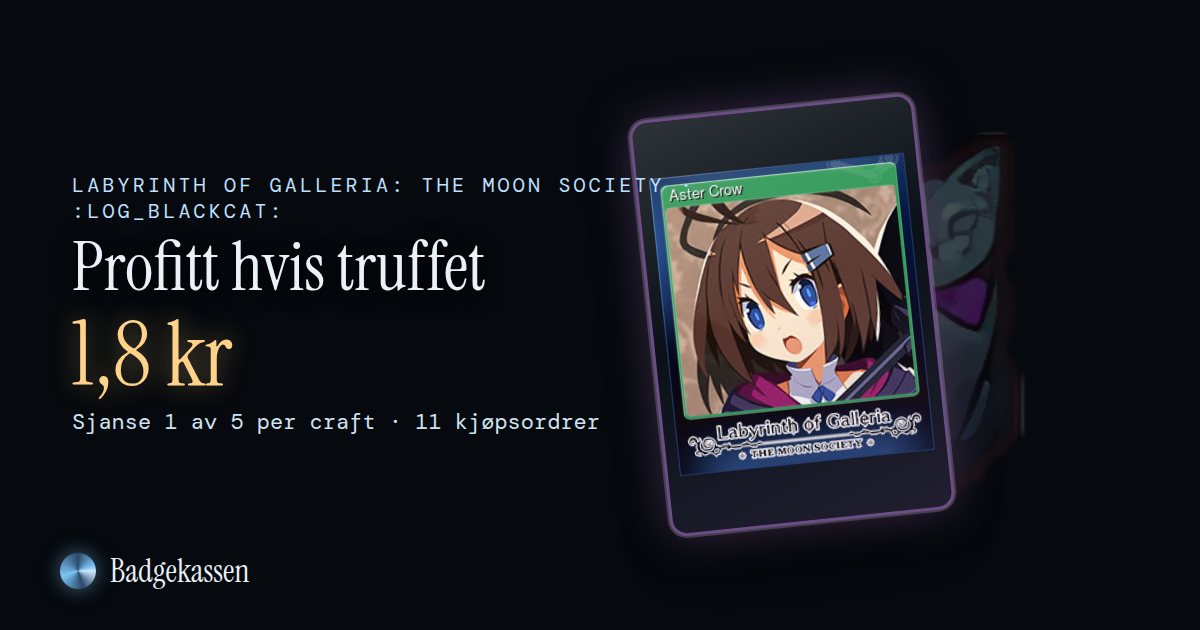 LABYRINTH OF GALLERIA: THE MOON SOCIETY
:LOG_BLACKCAT:
Profitt hvis truffet
1,8 kr
Sjanse 1 av 5 per craft · 11 kjøpsordrer
Aster Crow
Labyrinth of Galleria
THE MOON SOCIETY
Badgekassen